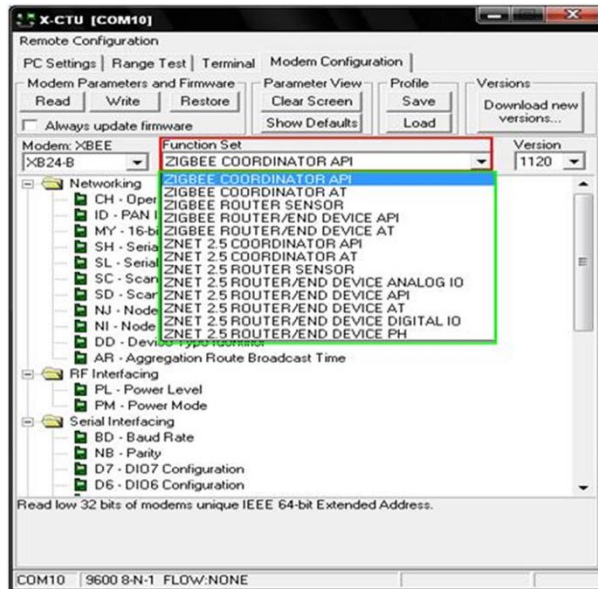 X-CTU [COM10]
Remote Configuration
PC Settings Range Test Terminal Modem Configuration
Modem Parameters and Firmware Parameter View Profile Versions
Read Write Restore Clear Screen Save Download new versions...
Always update firmware Show Defaults Load
Modem: XBEE Function Set Version
XB24-B ZIGBEE COORDINATOR API 1120
ZIGBEE COORDINATOR API
ZIGBEE COORDINATOR AT
ZIGBEE ROUTER SENSOR
ZIGBEE ROUTER/END DEVICE API
ZIGBEE ROUTER/END DEVICE AT
ZNET 2.5 COORDINATOR API
ZNET 2.5 COORDINATOR AT
ZNET 2.5 ROUTER SENSOR
ZNET 2.5 ROUTER/END DEVICE ANALOG IO
ZNET 2.5 ROUTER/END DEVICE API
ZNET 2.5 ROUTER/END DEVICE AT
ZNET 2.5 ROUTER/END DEVICE DIGITAL IO
ZNET 2.5 ROUTER/END DEVICE PH
Networking
CH - Oper
ID - PAN I
MY - 16-bi
SH - Seria
SL - Serial
SC - Scan
SD - Scan
NJ - Node
NI - Node
DD - Device Type Identifier
AR - Aggregation Route Broadcast Time
RF Interfacing
PL - Power Level
PM - Power Mode
Serial Interfacing
BD - Baud Rate
NB - Parity
D7 - DIO7 Configuration
D6 - DIO6 Configuration
Read low 32 bits of modems unique IEEE 64-bit Extended Address.
COM10 9600 8-N-1 FLOW:NONE